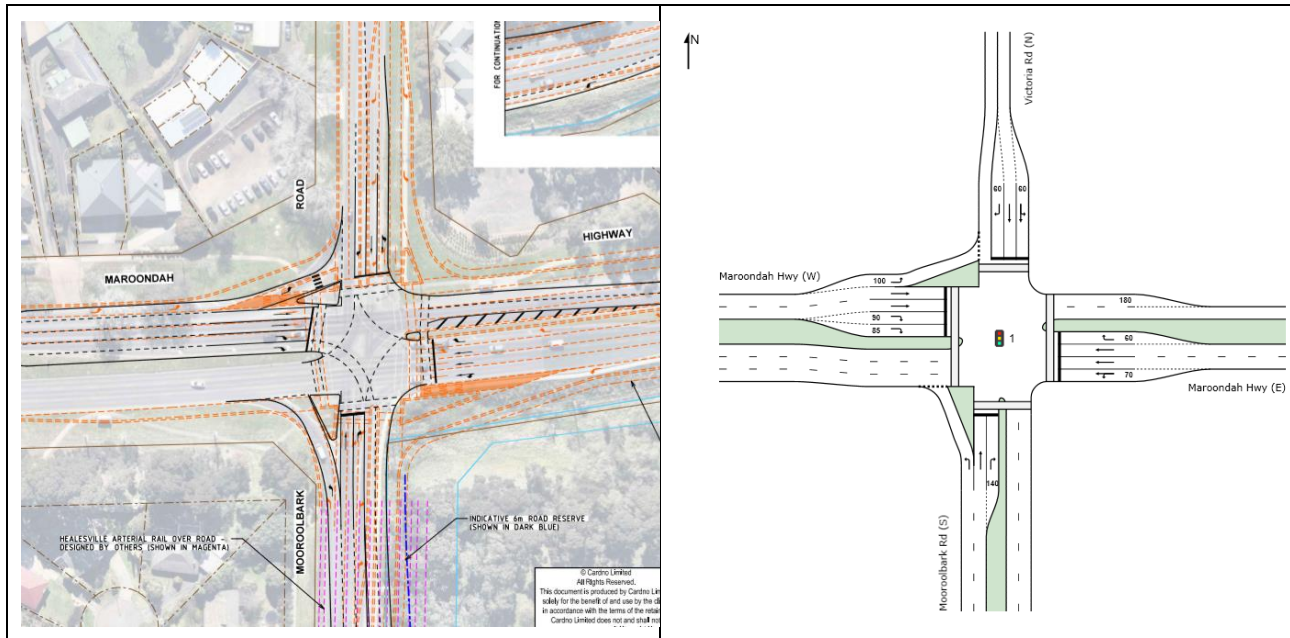 FOR CONTINUATION
ROAD
HIGHWAY
MAROONDAH
MOOROOLBARK
INDICATIVE 6m ROAD RESERVE
(SHOWN IN DARK BLUE)
HEALESVILLE ARTERIAL RAIL OVER ROAD -
DESIGNED BY OTHERS (SHOWN IN MAGENTA)
© Cardno Limited
All Rights Reserved.
This document is produced by Cardno Lim
solely for the benefit of and use by the cli
in accordance with the terms of the retai
Cardno Limited does not and shall not
N
Victoria Rd (N)
60
60
Maroondah Hwy (W)
100
90
85
180
1
60
70
Maroondah Hwy (E)
140
Mooroolbark Rd (S)